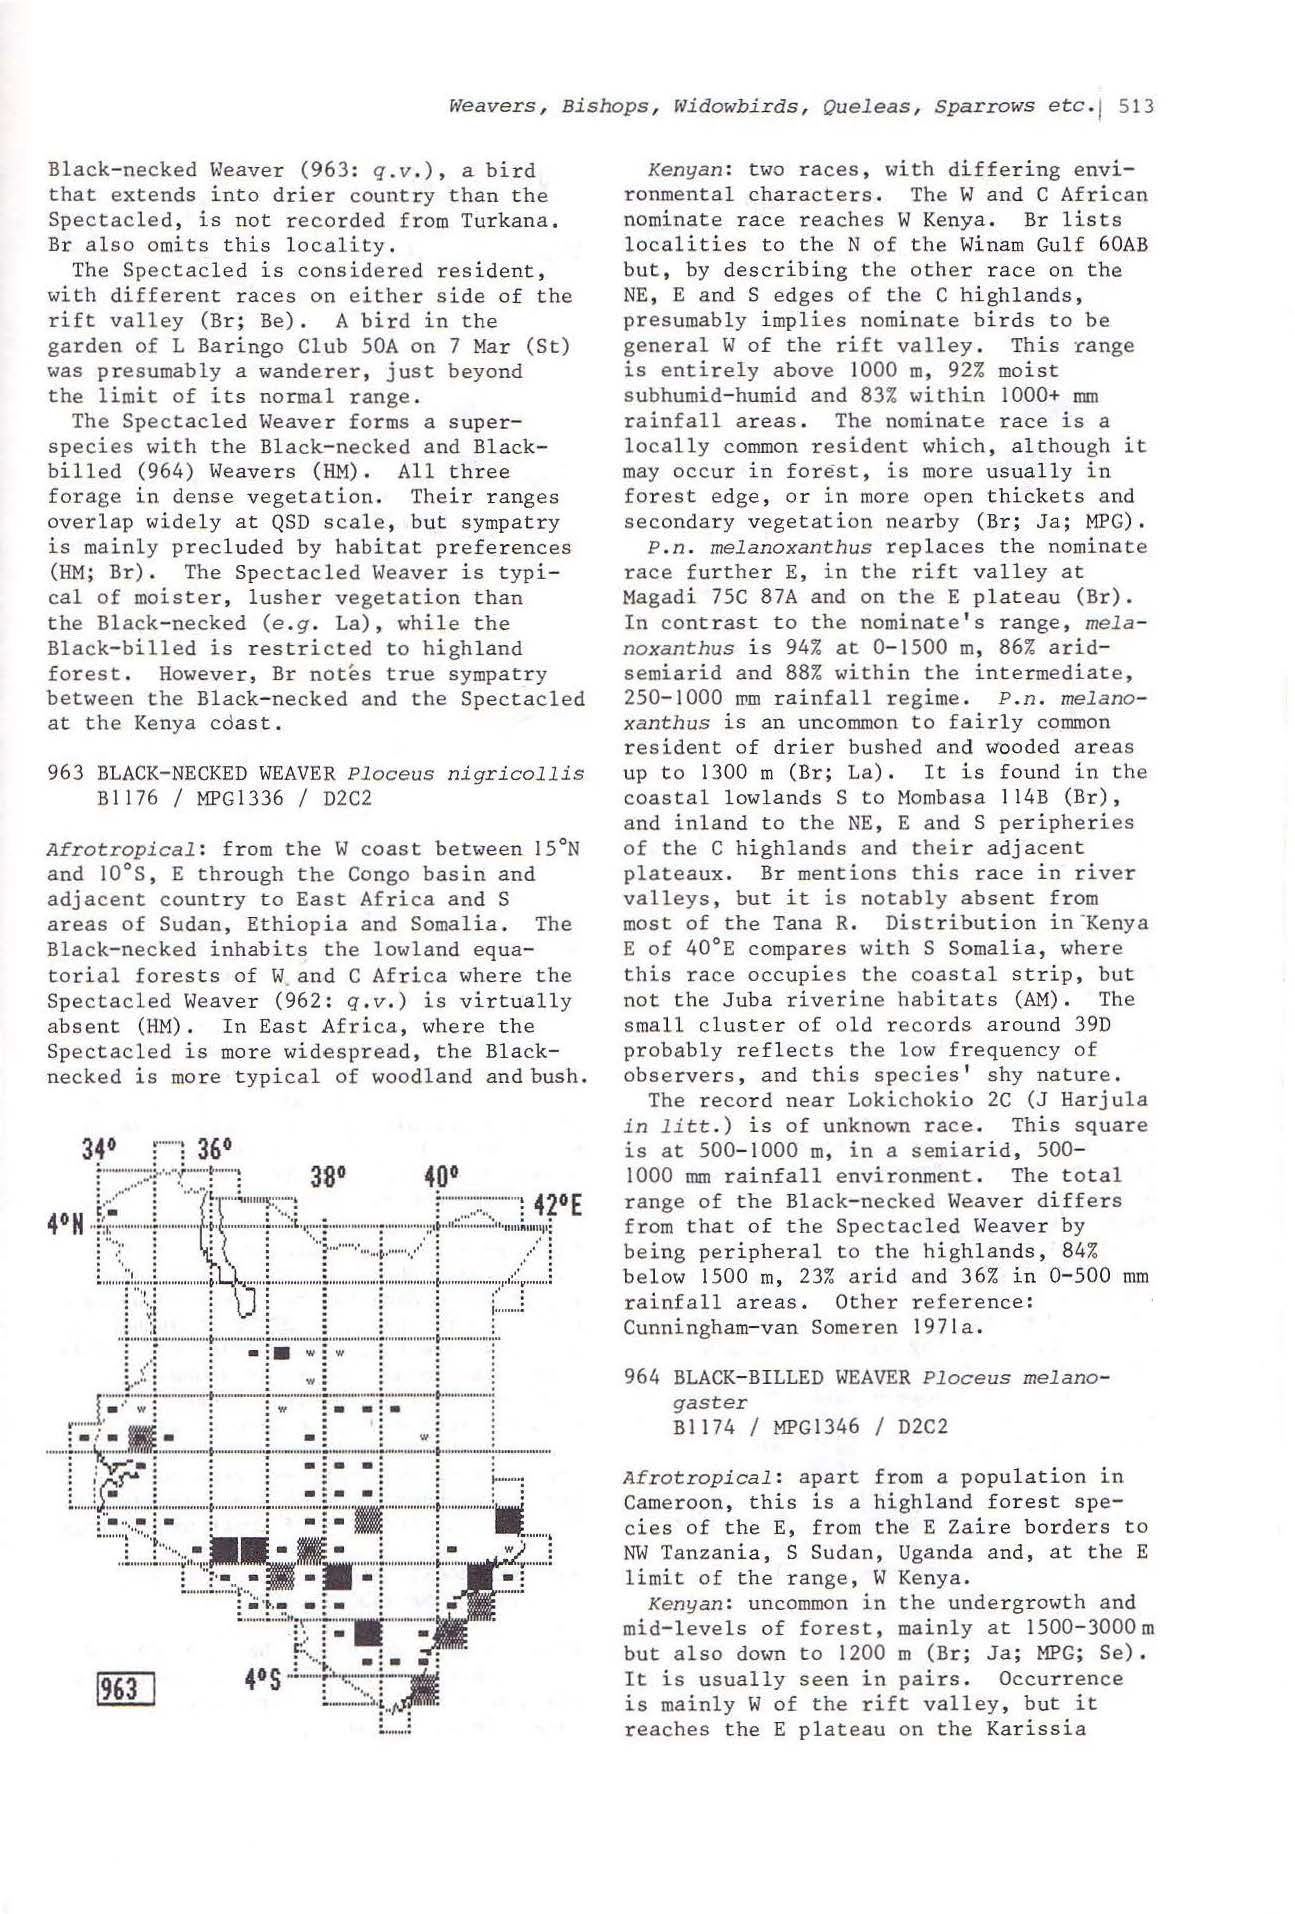 Weavers, Bishops, Widowbirds, Queleas, Sparrows etc. 513
Black-necked Weaver (963: q.v.), a bird
that extends into drier country than the
Spectacled, is not recorded from Turkana.
Br also omits this locality.
The Spectacled is considered resident,
with different races on either side of the
rift valley (Br; Be). A bird in the
garden of L Baringo Club 50A on 7 Mar (St)
was presumably a wanderer, just beyond
the limit of its normal range.
The Spectacled Weaver forms a super-
species with the Black-necked and Black-
billed (964) Weavers (HM). All three
forage in dense vegetation. Their ranges
overlap widely at QSD scale, but sympatry
is mainly precluded by habitat preferences
(HM; Br). The Spectacled Weaver is typi-
cal of moister, lusher vegetation than
the Black-necked (e.g. La), while the
Black-billed is restricted to highland
forest. However, Br notes true sympatry
between the Black-necked and the Spectacled
at the Kenya coast.
963 BLACK-NECKED WEAVER Ploceus nigricollis
B1176 / MPG1336 / D2C2
Afrotropical: from the W coast between 15°N
and 10°S, E through the Congo basin and
adjacent country to East Africa and S
areas of Sudan, Ethiopia and Somalia. The
Black-necked inhabits the lowland equa-
torial forests of W and C Africa where the
Spectacled Weaver (962: q.v.) is virtually
absent (HM). In East Africa, where the
Spectacled is more widespread, the Black-
necked is more typical of woodland and bush.
34° 36°
38° 40°
42°E
4°N
W W
W
W W
W
W
4°S
963
Kenyan: two races, with differing envi-
ronmental characters. The W and C African
nominate race reaches W Kenya. Br lists
localities to the N of the Winam Gulf 60AB
but, by describing the other race on the
NE, E and S edges of the C highlands,
presumably implies nominate birds to be
general W of the rift valley. This range
is entirely above 1000 m, 92% moist
subhumid-humid and 83% within 1000+ mm
rainfall areas. The nominate race is a
locally common resident which, although it
may occur in forest, is more usually in
forest edge, or in more open thickets and
secondary vegetation nearby (Br; Ja; MPG).
P.n. melanoxanthus replaces the nominate
race further E, in the rift valley at
Magadi 75C 87A and on the E plateau (Br).
In contrast to the nominate's range, mela-
noxanthus is 94% at 0-1500 m, 86% arid-
semiarid and 88% within the intermediate,
250-1000 mm rainfall regime. P.n. melano-
xanthus is an uncommon to fairly common
resident of drier bushed and wooded areas
up to 1300 m (Br; La). It is found in the
coastal lowlands S to Mombasa 114B (Br),
and inland to the NE, E and S peripheries
of the C highlands and their adjacent
plateaux. Br mentions this race in river
valleys, but it is notably absent from
most of the Tana R. Distribution in Kenya
E of 40°E compares with S Somalia, where
this race occupies the coastal strip, but
not the Juba riverine habitats (AM). The
small cluster of old records around 39D
probably reflects the low frequency of
observers, and this species' shy nature.
The record near Lokichokio 2C (J Harjula
in litt.) is of unknown race. This square
is at 500-1000 m, in a semiarid, 500-
1000 mm rainfall environment. The total
range of the Black-necked Weaver differs
from that of the Spectacled Weaver by
being peripheral to the highlands, 84%
below 1500 m, 23% arid and 36% in 0-500 mm
rainfall areas. Other reference:
Cunningham-van Someren 1971a.
964 BLACK-BILLED WEAVER Ploceus melano-
gaster
B1174 / MPG1346 / D2C2
Afrotropical: apart from a population in
Cameroon, this is a highland forest spe-
cies of the E, from the E Zaire borders to
NW Tanzania, S Sudan, Uganda and, at the E
limit of the range, W Kenya.
Kenyan: uncommon in the undergrowth and
mid-levels of forest, mainly at 1500-3000 m
but also down to 1200 m (Br; Ja; MPG; Se).
It is usually seen in pairs. Occurrence
is mainly W of the rift valley, but it
reaches the E plateau on the Karissia